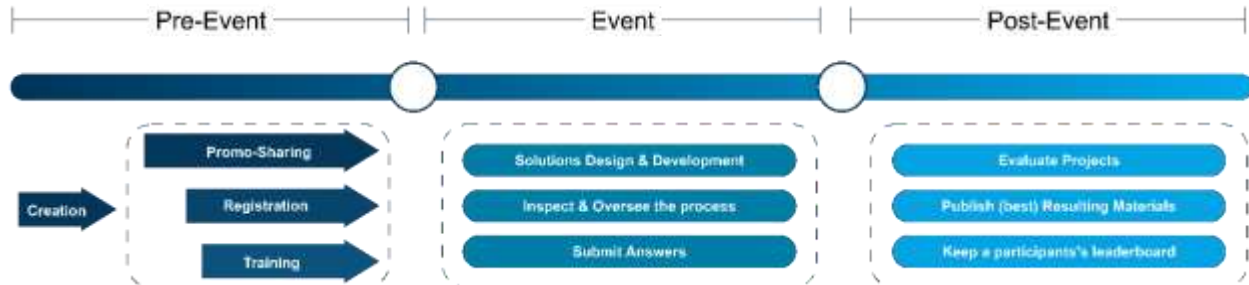 Pre-Event
Event
Post-Event
Creation
Promo-Sharing
Registration
Training
Solutions Design & Development
Inspect & Oversee the process
Submit Answers
Evaluate Projects
Publish (best) Resulting Materials
Keep a participants's leaderboard